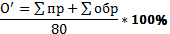 O′ = (∑ пр + ∑ обр) / 80 * 100%